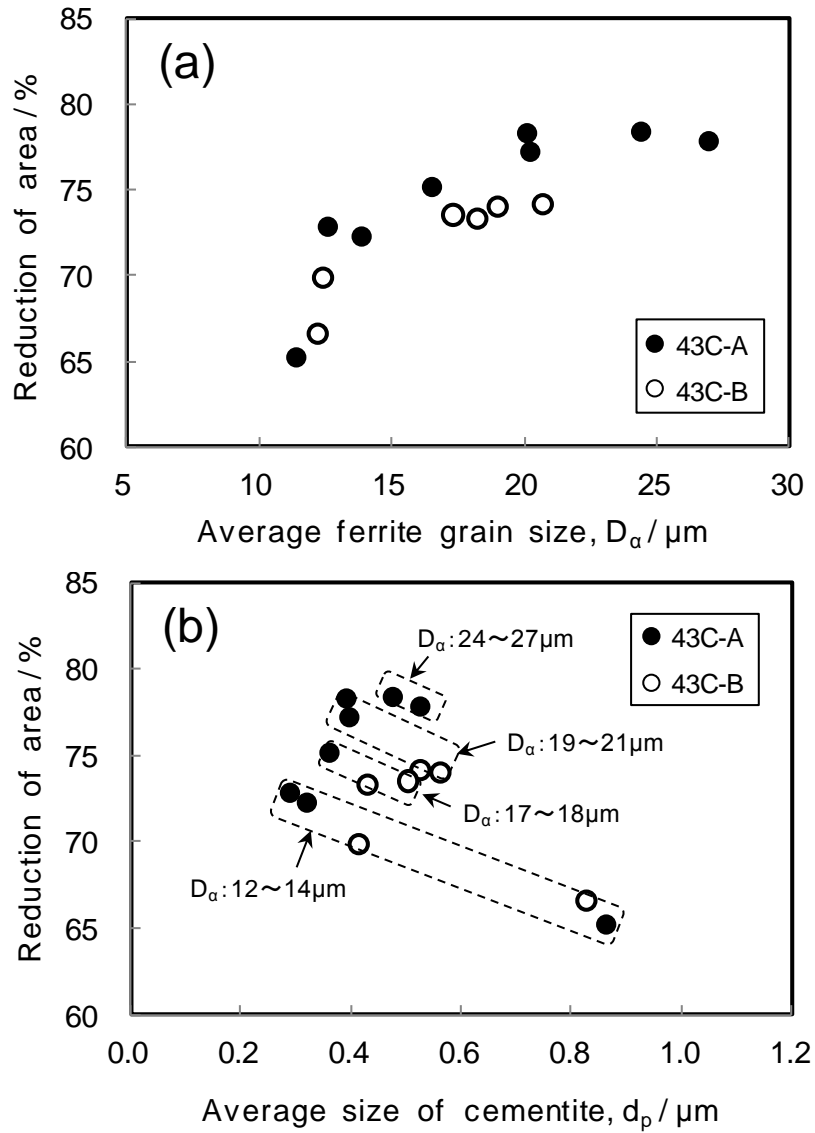 (a)
Reduction of area / %
85
80
75
70
65
60
43C-A
43C-B
5
10
15
20
25
30
Average ferrite grain size, Dα / μm
(b)
Reduction of area / %
85
80
75
70
65
60
43C-A
43C-B
Dα : 24～27μm
Dα : 19～21μm
Dα : 17～18μm
Dα : 12～14μm
0.0
0.2
0.4
0.6
0.8
1.0
1.2
Average size of cementite, dp / μm